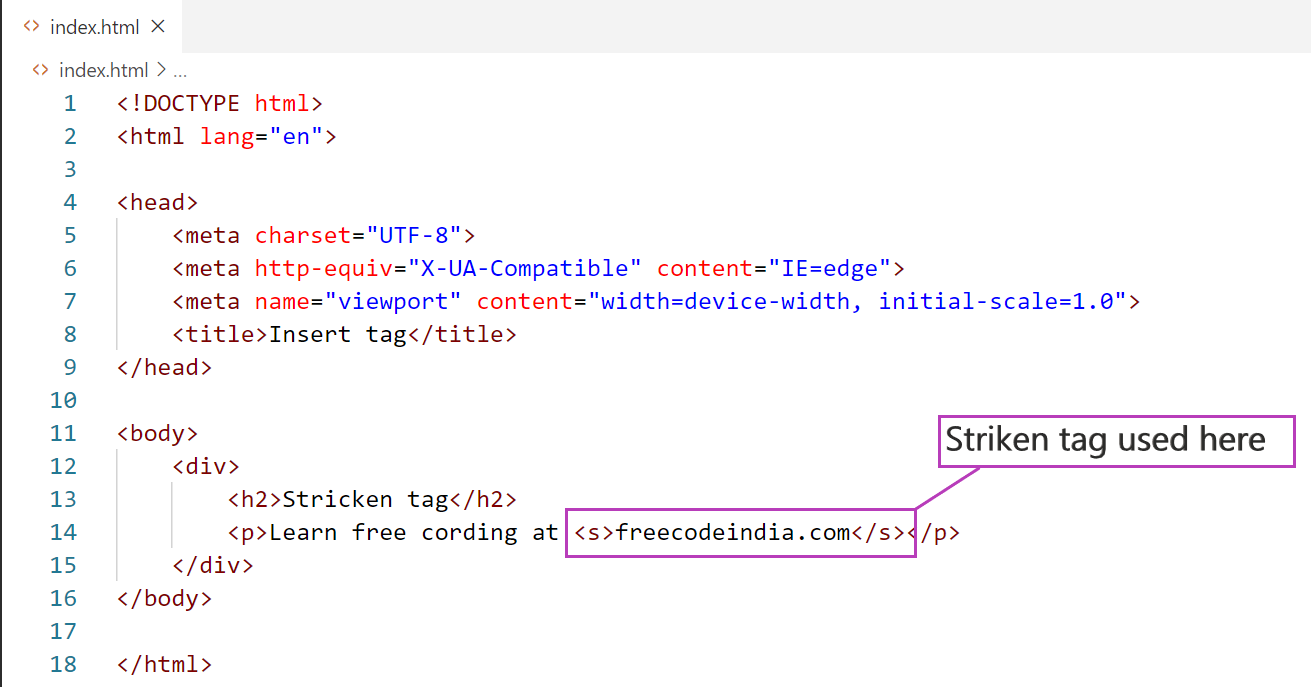 index.html
index.html > ...
1 <!DOCTYPE html>
2 <html lang="en">
3
4 <head>
5     <meta charset="UTF-8">
6     <meta http-equiv="X-UA-Compatible" content="IE=edge">
7     <meta name="viewport" content="width=device-width, initial-scale=1.0">
8     <title>Insert tag</title>
9 </head>
10
11 <body>
Striken tag used here
12     <div>
13         <h2>Stricken tag</h2>
14         <p>Learn free cording at <s>freecodeindia.com</s></p>
15     </div>
16 </body>
17
18 </html>